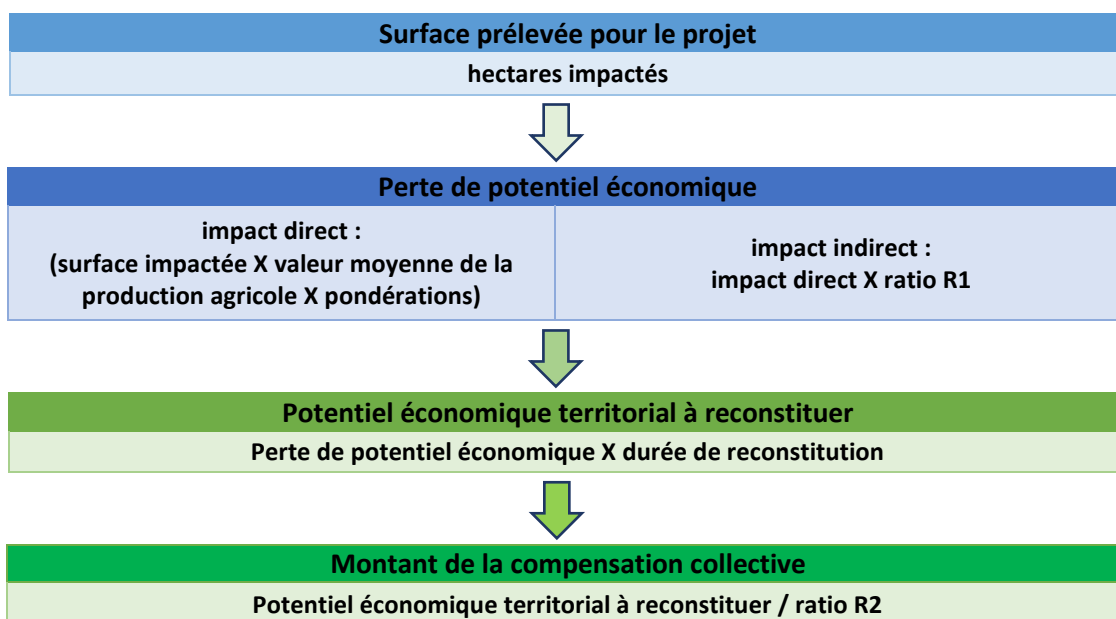 Surface prélevée pour le projet
hectares impactés
Perte de potentiel économique
impact direct :
(surface impactée X valeur moyenne de la
production agricole X pondérations)
impact indirect :
impact direct X ratio R1
Potentiel économique territorial à reconstituer
Perte de potentiel économique X durée de reconstitution
Montant de la compensation collective
Potentiel économique territorial à reconstituer / ratio R2